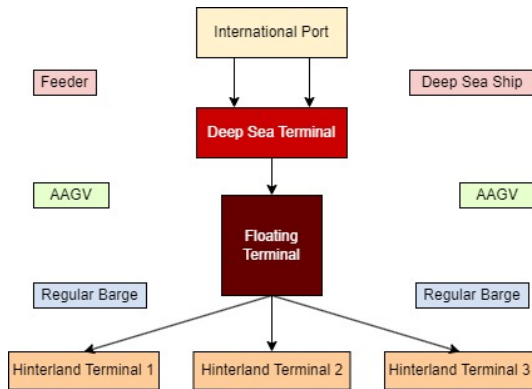 International Port
Feeder
Deep Sea Ship
Deep Sea Terminal
AAGV
AAGV
Floating
Terminal
Regular Barge
Regular Barge
Hinterland Terminal 1
Hinterland Terminal 2
Hinterland Terminal 3